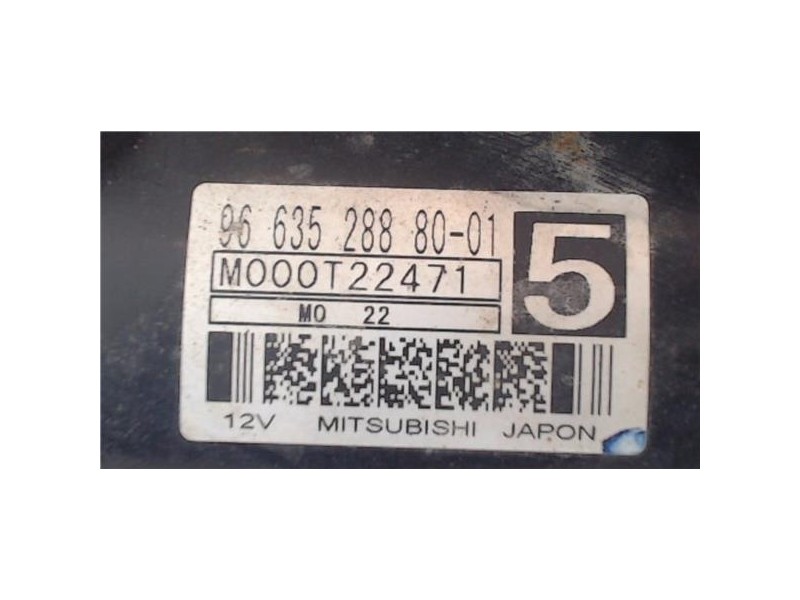 96 635 288 80-01
5
M000T22471
MO 22
12V MITSUBISHI JAPON